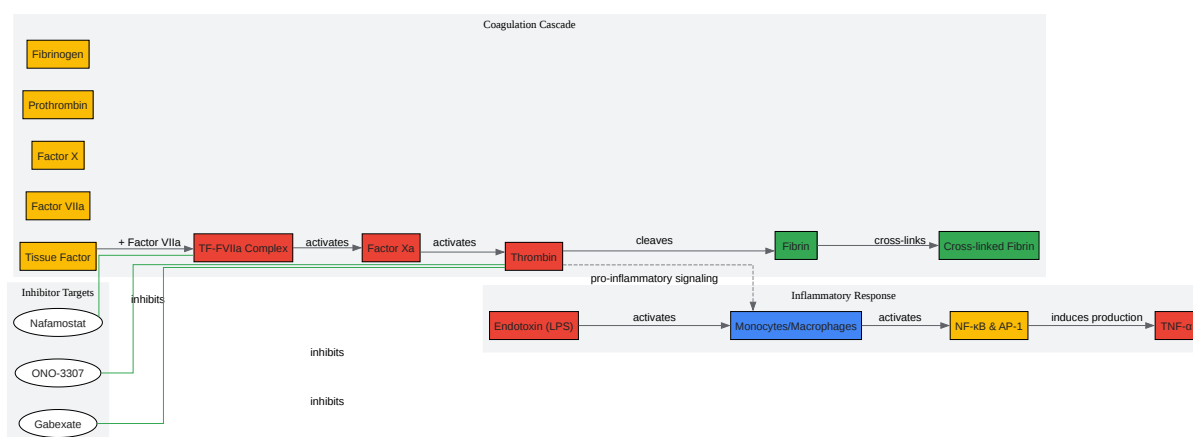 Coagulation Cascade
Fibrinogen
Prothrombin
Factor X
Factor VIIa
Tissue Factor
+ Factor VIIa
TF-FVIIa Complex
activates
Factor Xa
activates
Thrombin
cleaves
Fibrin
cross-links
Cross-linked Fibrin
pro-inflammatory signaling
Inhibitor Targets
inhibits
Nafamostat
ONO-3307
Gabexate
inhibits
inhibits
Inflammatory Response
Endotoxin (LPS)
activates
Monocytes/Macrophages
activates
NF-κB & AP-1
induces production
TNF-α